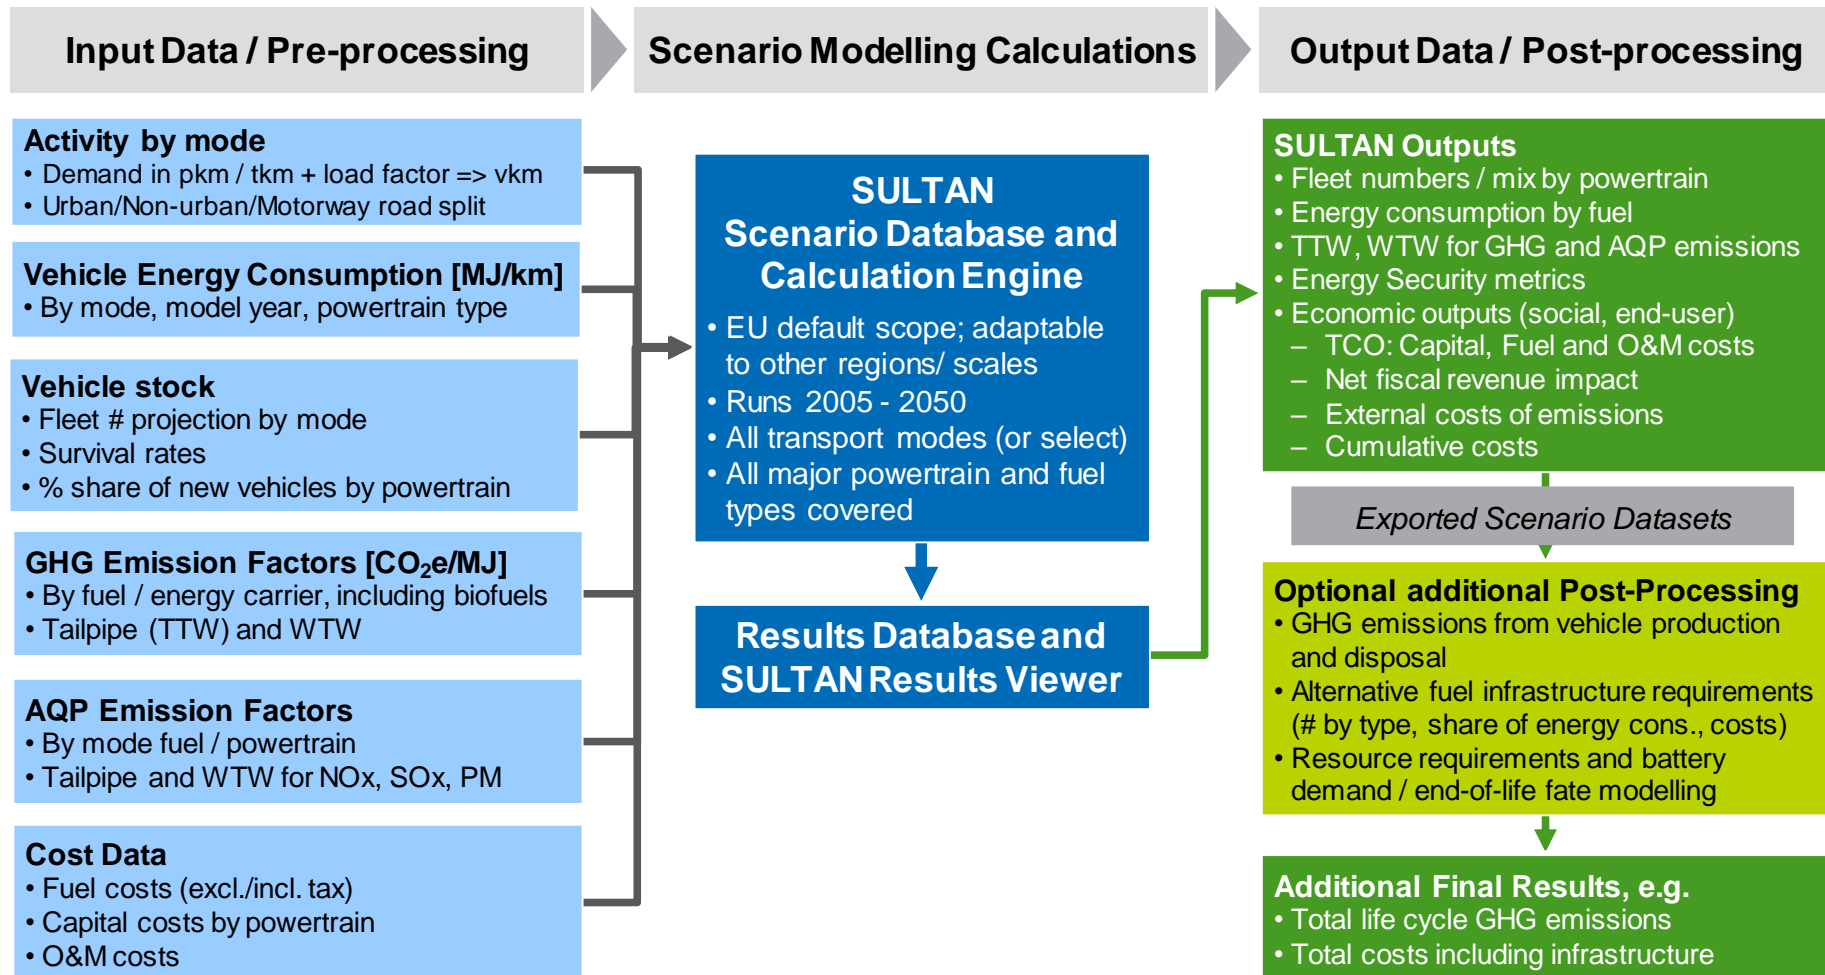 Input Data / Pre-processing
Scenario Modelling Calculations
Output Data / Post-processing
Activity by mode
• Demand in pkm / tkm + load factor => vkm
• Urban/Non-urban/Motorway road split
Vehicle Energy Consumption [MJ/km]
• By mode, model year, powertrain type
Vehicle stock
• Fleet # projection by mode
• Survival rates
• % share of new vehicles by powertrain
GHG Emission Factors [CO₂e/MJ]
• By fuel / energy carrier, including biofuels
• Tailpipe (TTW) and WTW
AQP Emission Factors
• By mode fuel / powertrain
• Tailpipe and WTW for NOx, SOx, PM
Cost Data
• Fuel costs (excl./incl. tax)
• Capital costs by powertrain
• O&M costs
SULTAN
Scenario Database and
Calculation Engine
• EU default scope; adaptable
to other regions/ scales
• Runs 2005 - 2050
• All transport modes (or select)
• All major powertrain and fuel
types covered
Results Database and
SULTAN Results Viewer
SULTAN Outputs
• Fleet numbers / mix by powertrain
• Energy consumption by fuel
• TTW, WTW for GHG and AQP emissions
• Energy Security metrics
• Economic outputs (social, end-user)
– TCO: Capital, Fuel and O&M costs
– Net fiscal revenue impact
– External costs of emissions
– Cumulative costs
Exported Scenario Datasets
Optional additional Post-Processing
• GHG emissions from vehicle production
and disposal
• Alternative fuel infrastructure requirements
(# by type, share of energy cons., costs)
• Resource requirements and battery
demand / end-of-life fate modelling
Additional Final Results, e.g.
• Total life cycle GHG emissions
• Total costs including infrastructure